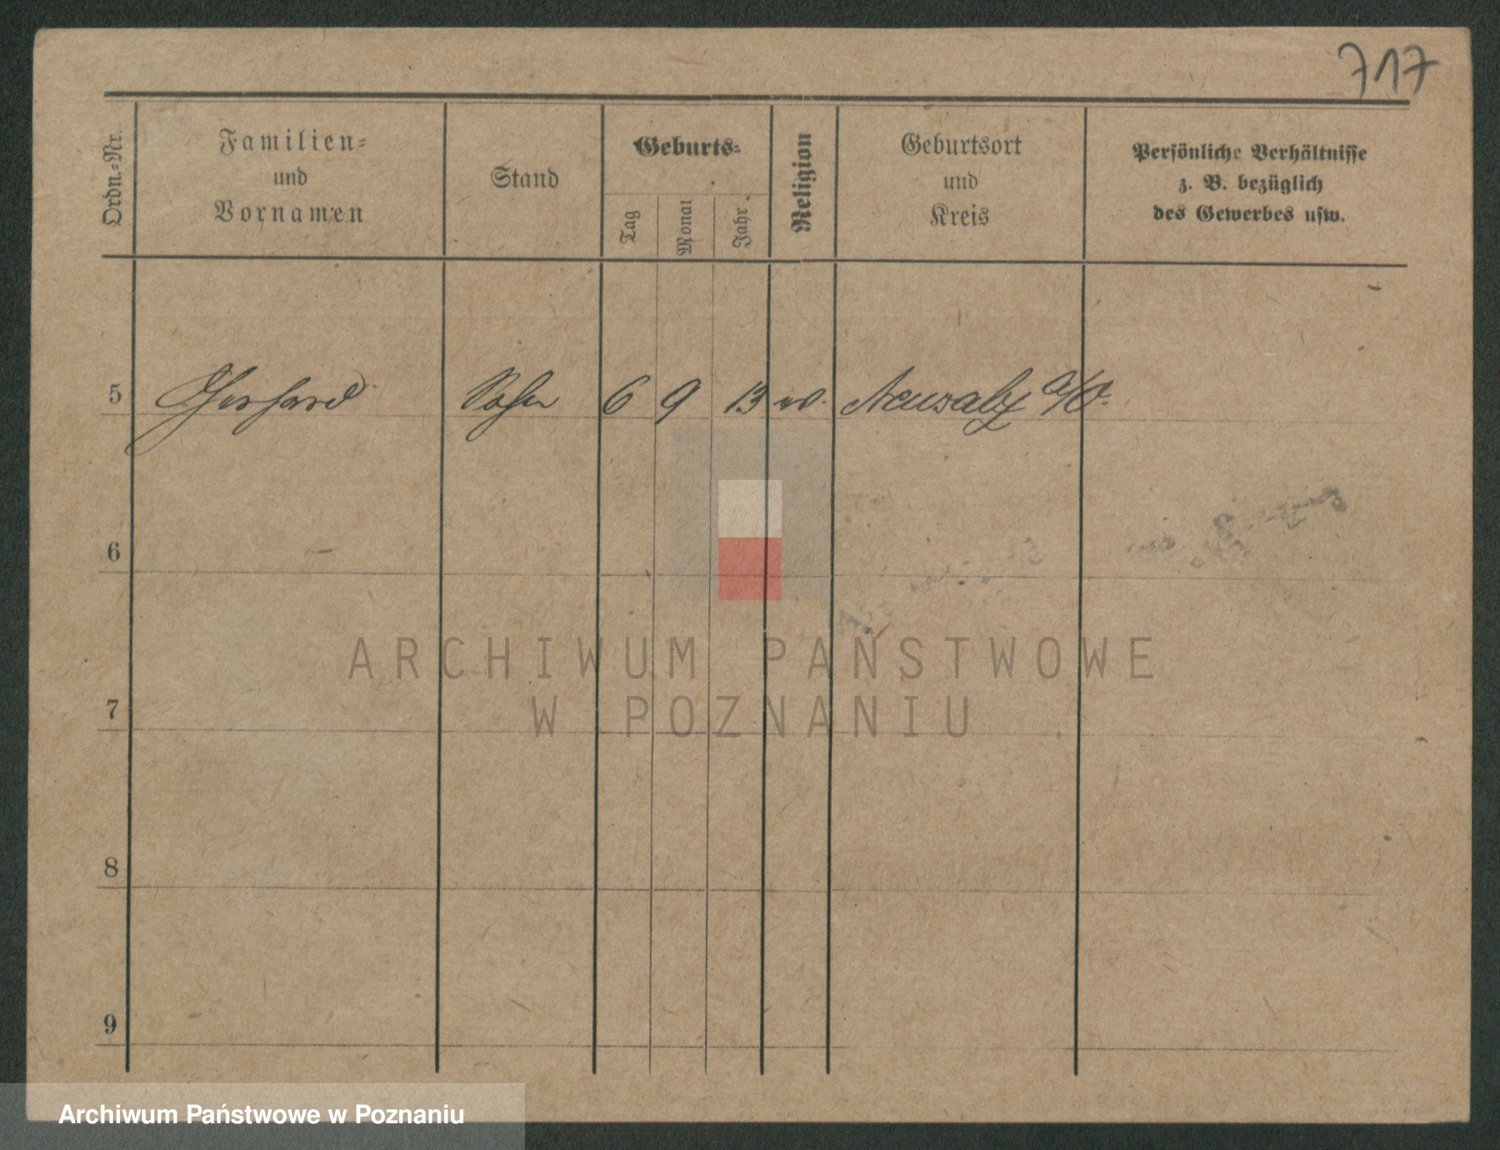 717
Ordn.-Nr.
Familien-
und
Vornamen
Stand
Geburts-
Tag
Monat
Jahr
Religion
Geburtsort
und
Kreis
Persönliche Verhältnisse
z. B. bezüglich
des Gewerbes usw.
5 Gerhard Sohn 6 9 13 Neusalz a/O.
6
7
8
9
ARCHIWUM PAŃSTWOWE
W POZNANIU
Archiwum Państwowe w Poznaniu